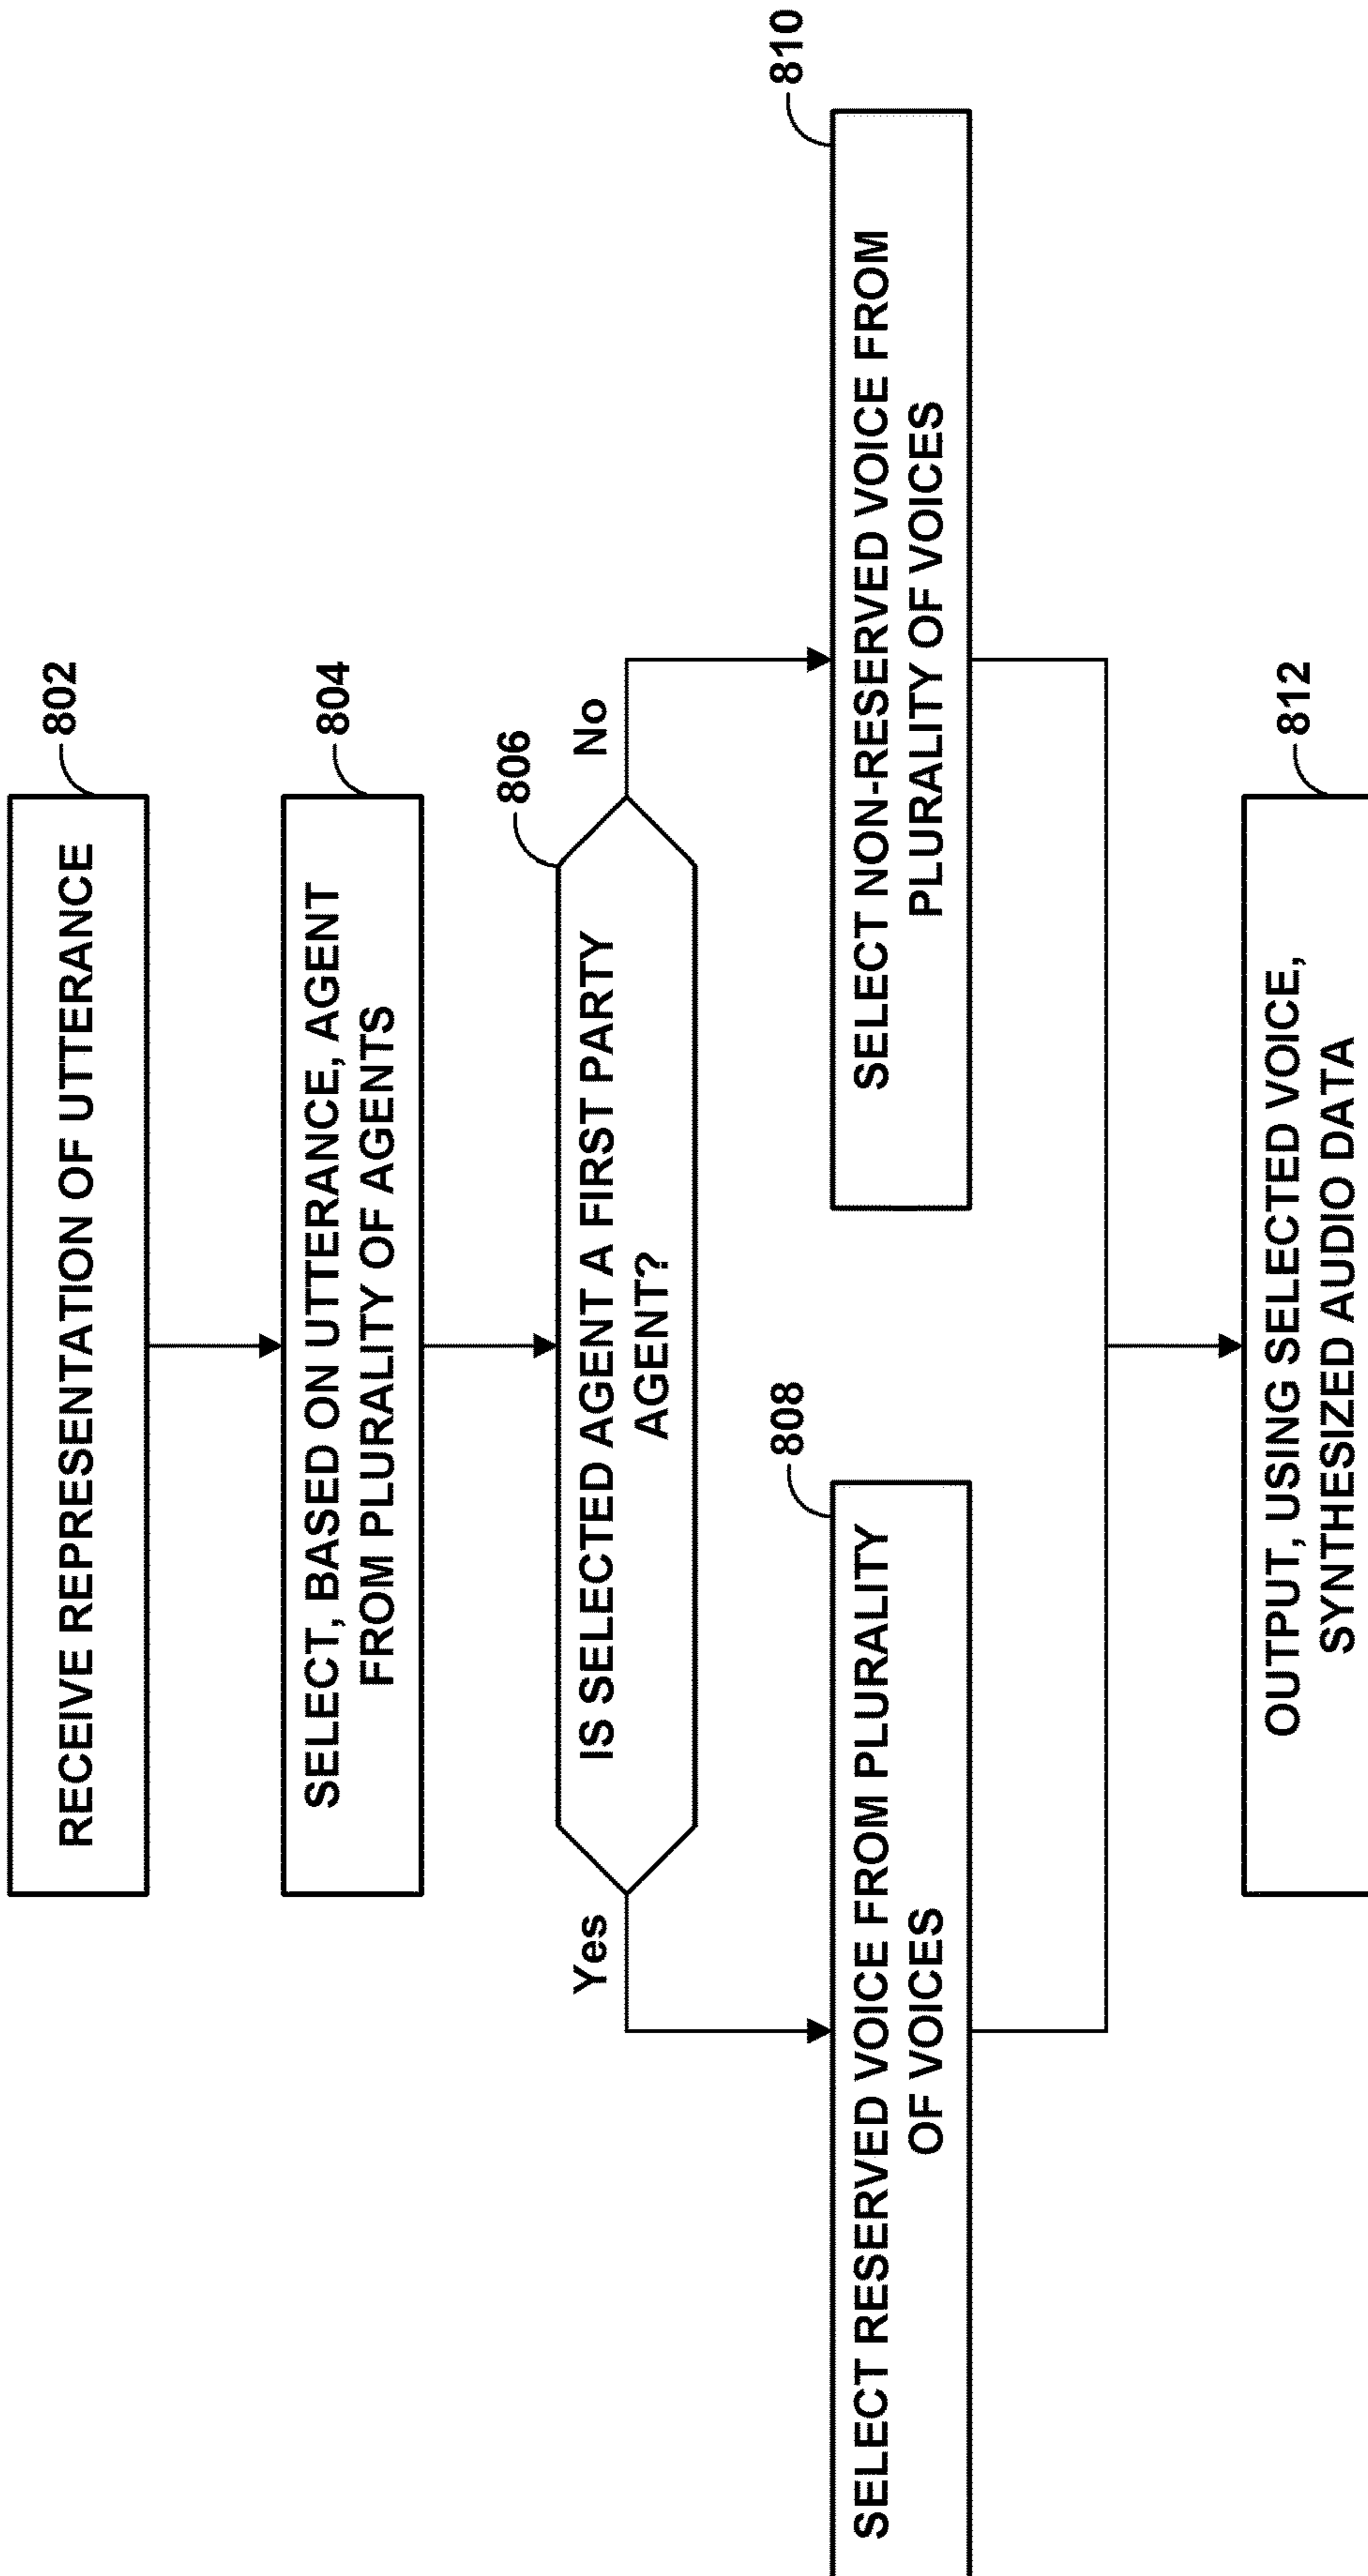 802
RECEIVE REPRESENTATION OF UTTERANCE
804
SELECT, BASED ON UTTERANCE, AGENT
FROM PLURALITY OF AGENTS
806
IS SELECTED AGENT A FIRST PARTY
AGENT?
Yes
No
808
SELECT RESERVED VOICE FROM PLURALITY
OF VOICES
810
SELECT NON-RESERVED VOICE FROM
PLURALITY OF VOICES
812
OUTPUT, USING SELECTED VOICE,
SYNTHESIZED AUDIO DATA